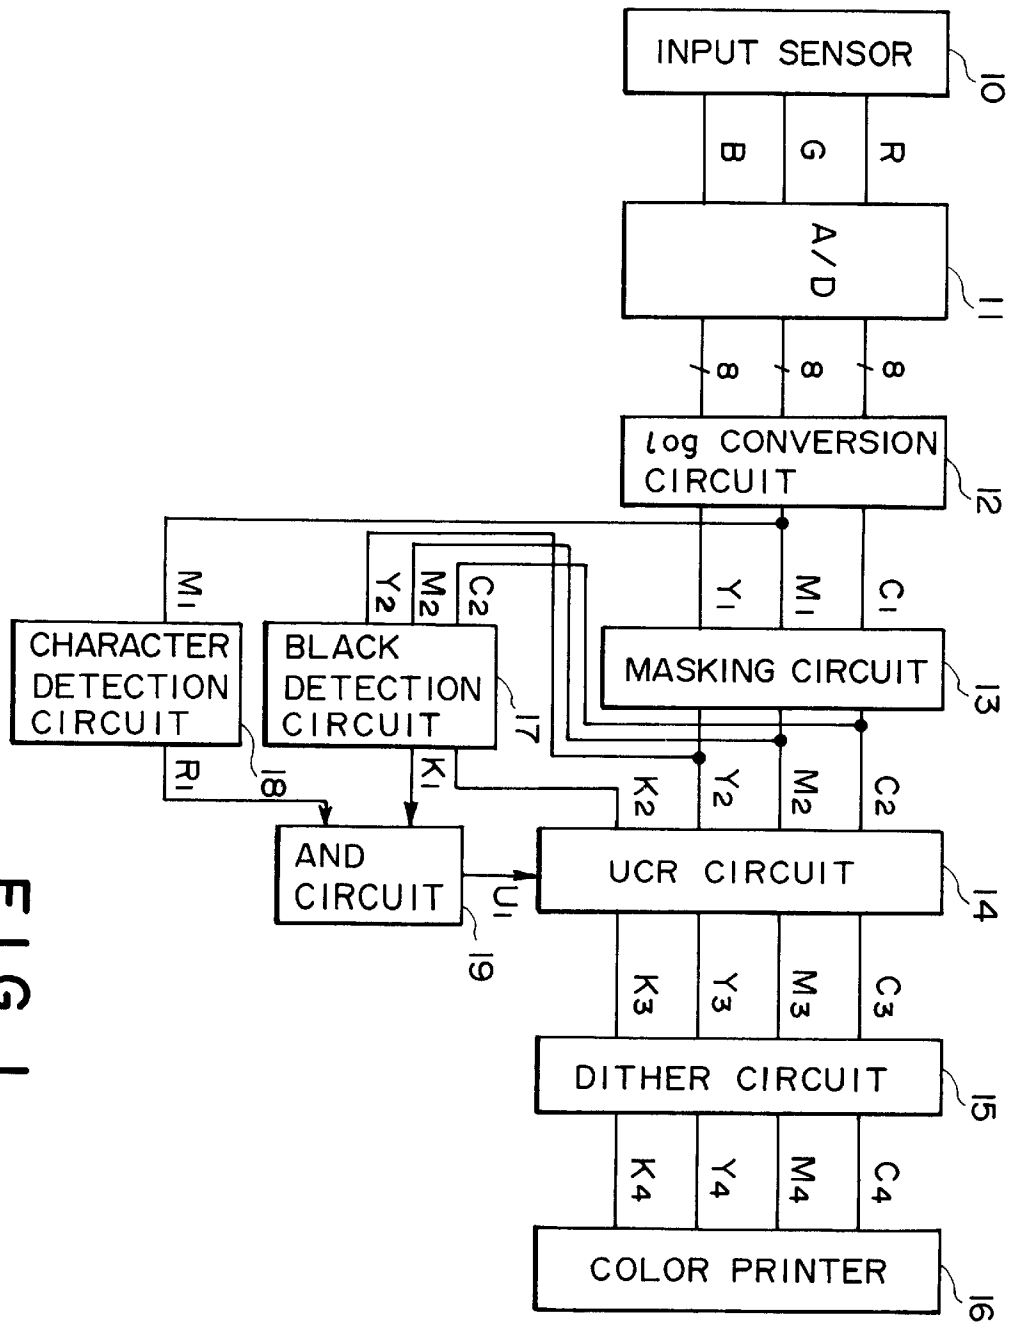 INPUT SENSOR
10
B
G
R
A/D
11
8
8
8
log CONVERSION
CIRCUIT
12
M1
Y2
M2
C2
Y1
M1
C1
CHARACTER
DETECTION
CIRCUIT
18
BLACK
DETECTION
CIRCUIT
17
MASKING CIRCUIT
13
R1
K1
K2
Y2
M2
C2
AND
CIRCUIT
19
U1
UCR CIRCUIT
14
K3
Y3
M3
C3
DITHER CIRCUIT
15
K4
Y4
M4
C4
COLOR PRINTER
16
FIG. 1